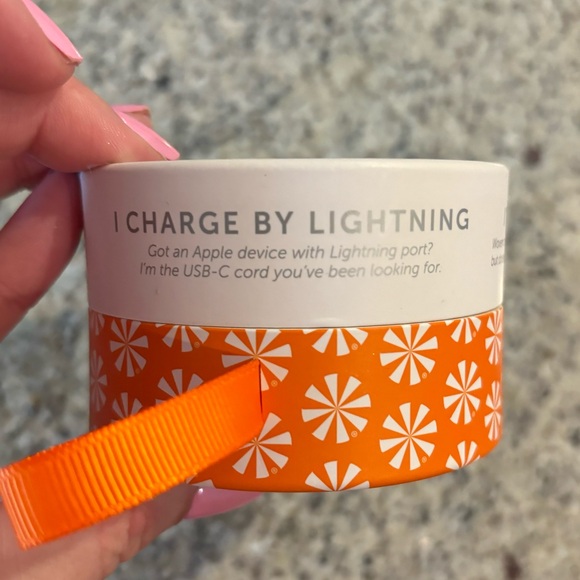 I CHARGE BY LIGHTNING
Got an Apple device with Lightning port?
I'm the USB-C cord you've been looking for.